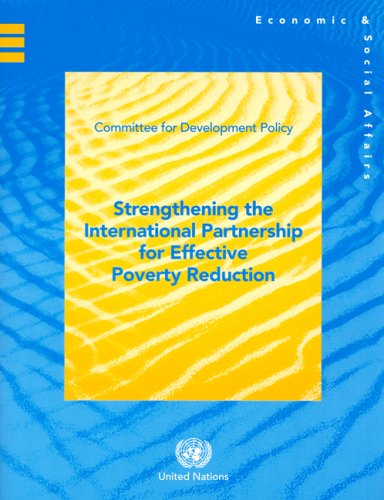 Economic & Social Affairs
Committee for Development Policy
Strengthening the
International Partnership
for Effective
Poverty Reduction
United Nations